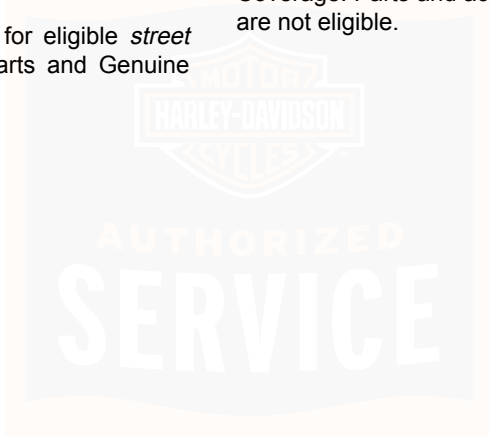 for eligible street
arts and Genuine
are not eligible.
MOTOR
HARLEY-DAVIDSON
CYCLES
AUTHORIZED
SERVICE